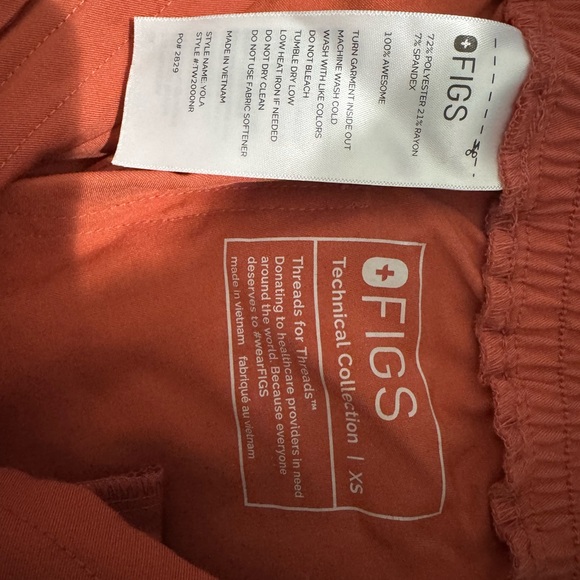 FIGS
72% POLYESTER 21% RAYON
7% SPANDEX
100% AWESOME
TURN GARMENT INSIDE OUT
MACHINE WASH COLD
WASH WITH LIKE COLORS
DO NOT BLEACH
TUMBLE DRY LOW
LOW HEAT IRON IF NEEDED
DO NOT DRY CLEAN
DO NOT USE FABRIC SOFTENER
MADE IN VIETNAM
STYLE NAME: YOLA
STYLE #TW2000NR
PO# 2829
FIGS
Technical Collection | XS
Threads for Threads™
Donating to healthcare providers in need
around the world. Because everyone
deserves to #wearFIGS
made in vietnam fabriqué au vietnam